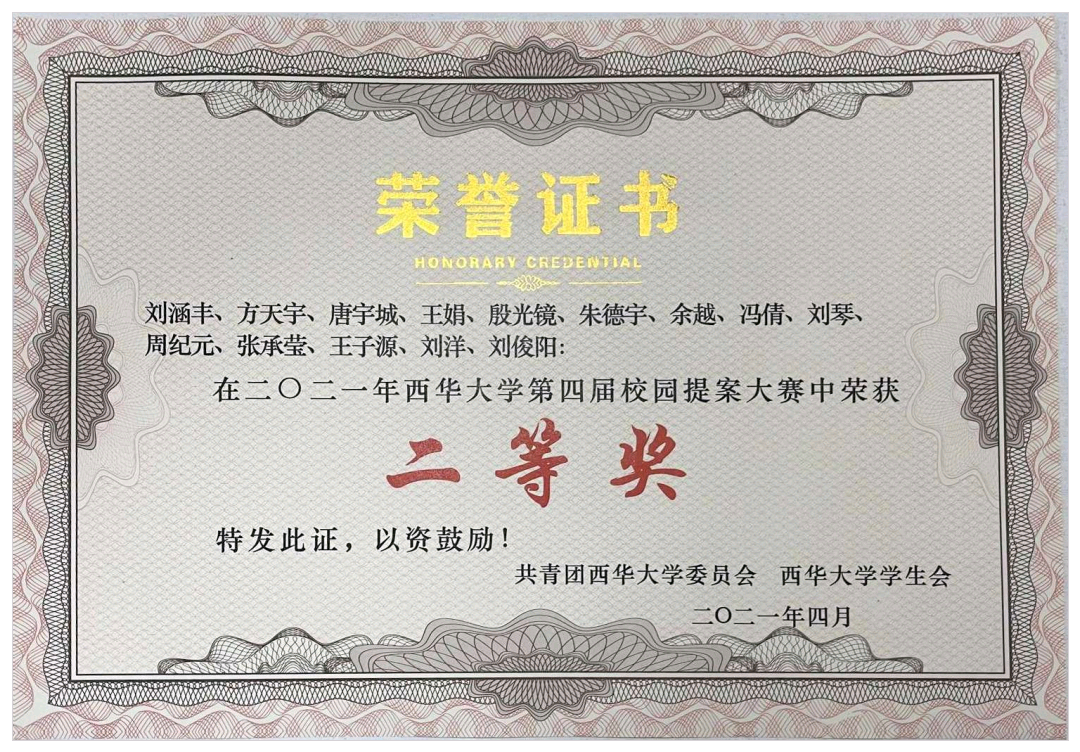 荣誉证书
HONORARY CREDENTIAL
刘涵丰、方天宇、唐宇城、王娟、殷光镜、朱德宇、余越、冯倩、刘琴、
周纪元、张承莹、王子源、刘洋、刘俊阳：
在二〇二一年西华大学第四届校园提案大赛中荣获
二等奖
特发此证，以资鼓励！
共青团西华大学委员会 西华大学学生会
二〇二一年四月